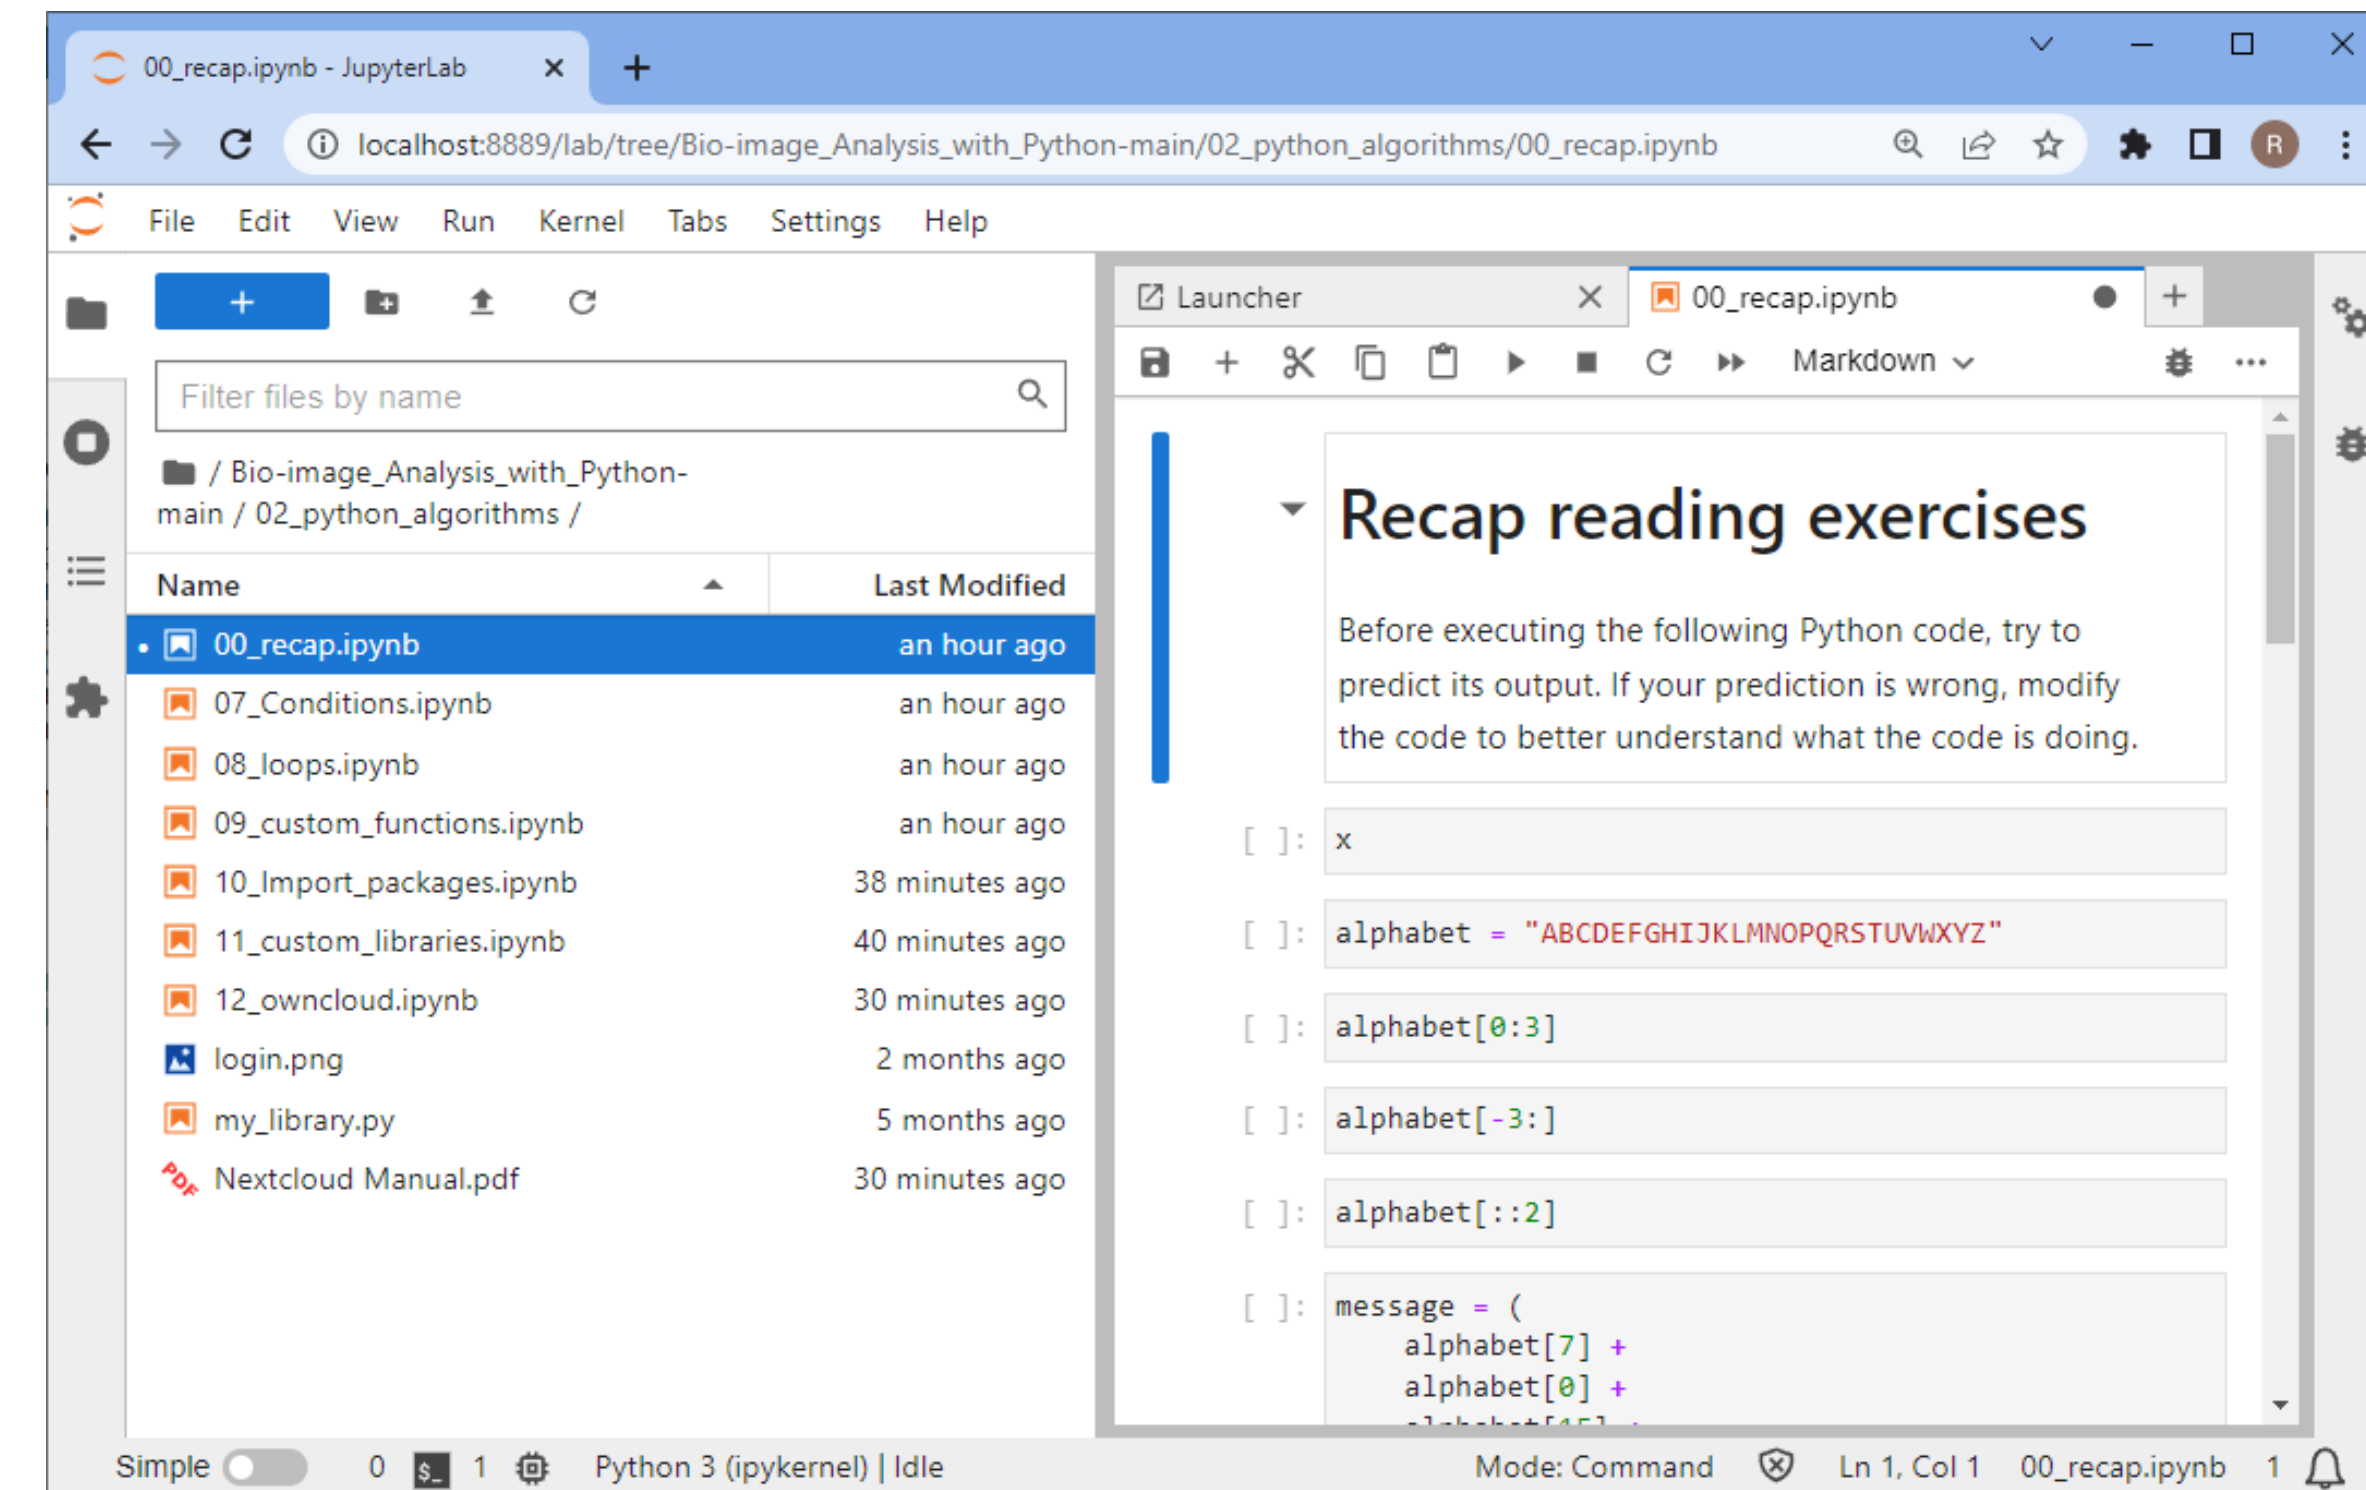 00_recap.ipynb - JupyterLab
localhost:8889/lab/tree/Bio-image_Analysis_with_Python-main/02_python_algorithms/00_recap.ipynb
R
File Edit View Run Kernel Tabs Settings Help
Filter files by name
/ Bio-image_Analysis_with_Python-
main / 02_python_algorithms /
Name Last Modified
00_recap.ipynb an hour ago
07_Conditions.ipynb an hour ago
08_loops.ipynb an hour ago
09_custom_functions.ipynb an hour ago
10_Import_packages.ipynb 38 minutes ago
11_custom_libraries.ipynb 40 minutes ago
12_owncloud.ipynb 30 minutes ago
login.png 2 months ago
my_library.py 5 months ago
PDF Nextcloud Manual.pdf 30 minutes ago
Launcher 00_recap.ipynb
Markdown
Recap reading exercises
Before executing the following Python code, try to
predict its output. If your prediction is wrong, modify
the code to better understand what the code is doing.
[ ]: x
[ ]: alphabet = "ABCDEFGHIJKLMNOPQRSTUVWXYZ"
[ ]: alphabet[0:3]
[ ]: alphabet[-3:]
[ ]: alphabet[::2]
[ ]: message = (
alphabet[7] +
alphabet[0] +
alphabet[15] +
Simple 0 $_ 1 Python 3 (ipykernel) | Idle Mode: Command Ln 1, Col 1 00_recap.ipynb 1